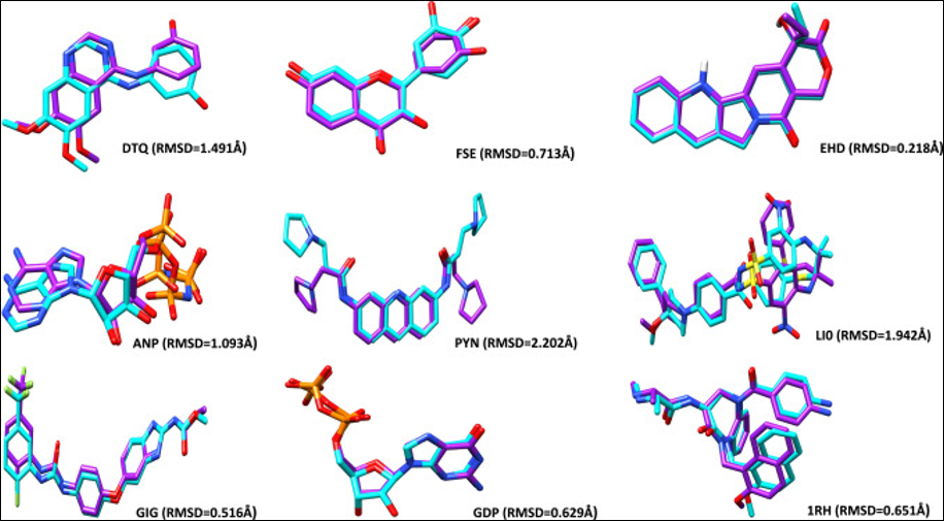 DTQ (RMSD=1.491Å)
FSE (RMSD=0.713Å)
EHD (RMSD=0.218Å)
ANP (RMSD=1.093Å)
PYN (RMSD=2.202Å)
LI0 (RMSD=1.942Å)
GIG (RMSD=0.516Å)
GDP (RMSD=0.629Å)
1RH (RMSD=0.651Å)